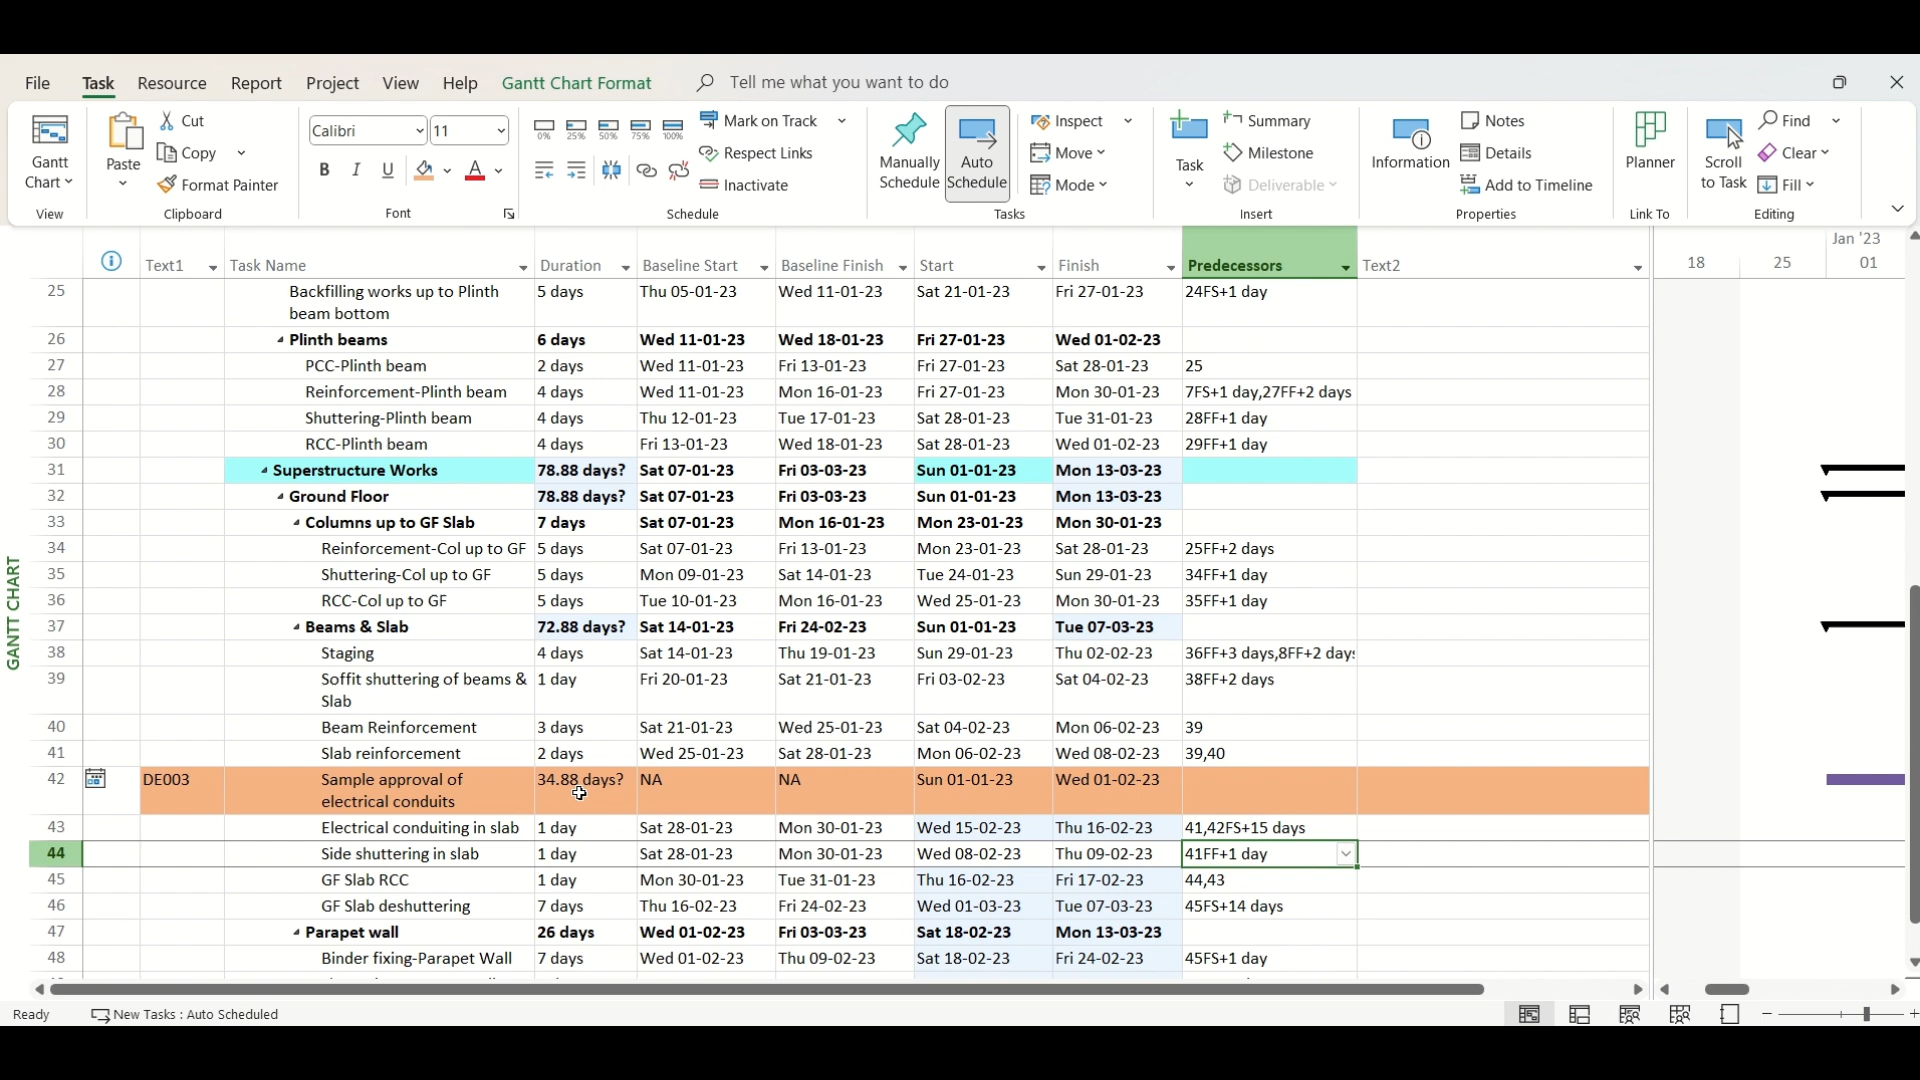 File Task Resource Report Project View Help Gantt Chart Format Tell me what you want to do
Gantt Chart View
Paste Cut Copy Format Painter Clipboard
Calibri 11 B I U A Font
0% 25% 50% 75% 100% Mark on Track Respect Links Inactivate Schedule
Manually Schedule Auto Schedule Inspect Move Mode Tasks
Task Summary Milestone Deliverable Insert
Information Notes Details Add to Timeline Properties
Planner Link To
Scroll to Task Find Clear Fill Editing
Jan '23
Text1 Task Name Duration Baseline Start Baseline Finish Start Finish Predecessors Text2 18 25 01
25 Backfilling works up to Plinth 5 days Thu 05-01-23 Wed 11-01-23 Sat 21-01-23 Fri 27-01-23 24FS+1 day
beam bottom
26 Plinth beams 6 days Wed 11-01-23 Wed 18-01-23 Fri 27-01-23 Wed 01-02-23
27 PCC-Plinth beam 2 days Wed 11-01-23 Fri 13-01-23 Fri 27-01-23 Sat 28-01-23 25
28 Reinforcement-Plinth beam 4 days Wed 11-01-23 Mon 16-01-23 Fri 27-01-23 Mon 30-01-23 7FS+1 day,27FF+2 days
29 Shuttering-Plinth beam 4 days Thu 12-01-23 Tue 17-01-23 Sat 28-01-23 Tue 31-01-23 28FF+1 day
30 RCC-Plinth beam 4 days Fri 13-01-23 Wed 18-01-23 Sat 28-01-23 Wed 01-02-23 29FF+1 day
31 Superstructure Works 78.88 days? Sat 07-01-23 Fri 03-03-23 Sun 01-01-23 Mon 13-03-23
32 Ground Floor 78.88 days? Sat 07-01-23 Fri 03-03-23 Sun 01-01-23 Mon 13-03-23
33 Columns up to GF Slab 7 days Sat 07-01-23 Mon 16-01-23 Mon 23-01-23 Mon 30-01-23
34 Reinforcement-Col up to GF 5 days Sat 07-01-23 Fri 13-01-23 Mon 23-01-23 Sat 28-01-23 25FF+2 days
35 Shuttering-Col up to GF 5 days Mon 09-01-23 Sat 14-01-23 Tue 24-01-23 Sun 29-01-23 34FF+1 day
36 RCC-Col up to GF 5 days Tue 10-01-23 Mon 16-01-23 Wed 25-01-23 Mon 30-01-23 35FF+1 day
37 Beams & Slab 72.88 days? Sat 14-01-23 Fri 24-02-23 Sun 01-01-23 Tue 07-03-23
38 Staging 4 days Sat 14-01-23 Thu 19-01-23 Sun 29-01-23 Thu 02-02-23 36FF+3 days,8FF+2 days
39 Soffit shuttering of beams & 1 day Fri 20-01-23 Sat 21-01-23 Fri 03-02-23 Sat 04-02-23 38FF+2 days
Slab
40 Beam Reinforcement 3 days Sat 21-01-23 Wed 25-01-23 Sat 04-02-23 Mon 06-02-23 39
41 Slab reinforcement 2 days Wed 25-01-23 Sat 28-01-23 Mon 06-02-23 Wed 08-02-23 39,40
42 DE003 Sample approval of 34.88 days? NA NA Sun 01-01-23 Wed 01-02-23
electrical conduits
43 Electrical conduiting in slab 1 day Sat 28-01-23 Mon 30-01-23 Wed 15-02-23 Thu 16-02-23 41,42FS+15 days
44 Side shuttering in slab 1 day Sat 28-01-23 Mon 30-01-23 Wed 08-02-23 Thu 09-02-23 41FF+1 day
45 GF Slab RCC 1 day Mon 30-01-23 Tue 31-01-23 Thu 16-02-23 Fri 17-02-23 44,43
46 GF Slab deshuttering 7 days Thu 16-02-23 Fri 24-02-23 Wed 01-03-23 Tue 07-03-23 45FS+14 days
47 Parapet wall 26 days Wed 01-02-23 Fri 03-03-23 Sat 18-02-23 Mon 13-03-23
48 Binder fixing-Parapet Wall 7 days Wed 01-02-23 Thu 09-02-23 Sat 18-02-23 Fri 24-02-23 45FS+1 day
GANTT CHART
Ready New Tasks : Auto Scheduled